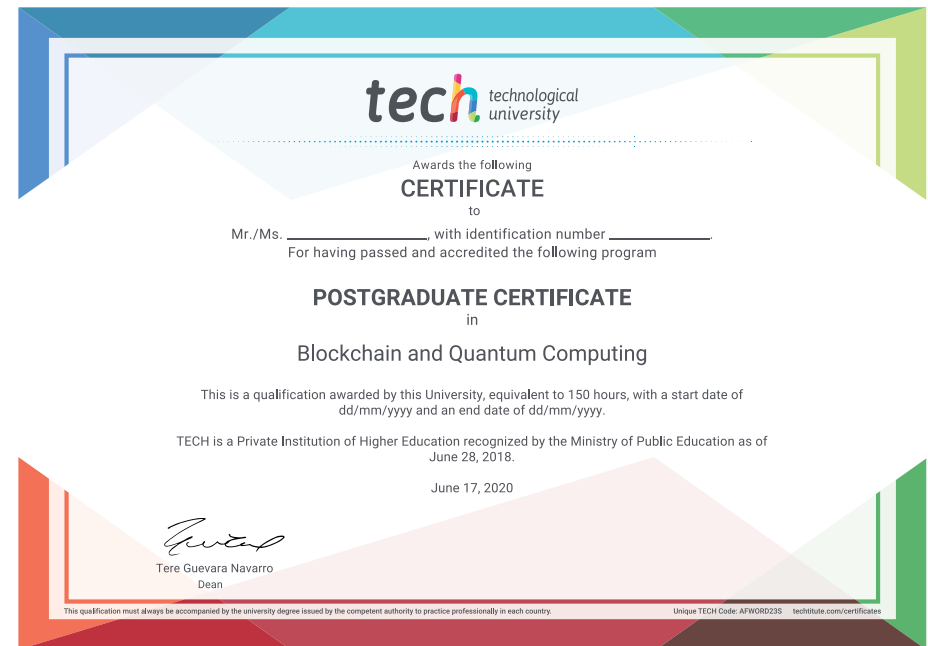 tech technological
university
Awards the following
CERTIFICATE
to
Mr./Ms. ____________________, with identification number ______________.
For having passed and accredited the following program
POSTGRADUATE CERTIFICATE
in
Blockchain and Quantum Computing
This is a qualification awarded by this University, equivalent to 150 hours, with a start date of
dd/mm/yyyy and an end date of dd/mm/yyyy.
TECH is a Private Institution of Higher Education recognized by the Ministry of Public Education as of
June 28, 2018.
June 17, 2020
Tere Guevara Navarro
Dean
This qualification must always be accompanied by the university degree issued by the competent authority to practice professionally in each country. Unique TECH Code: AFWORD23S techtitute.com/certificates